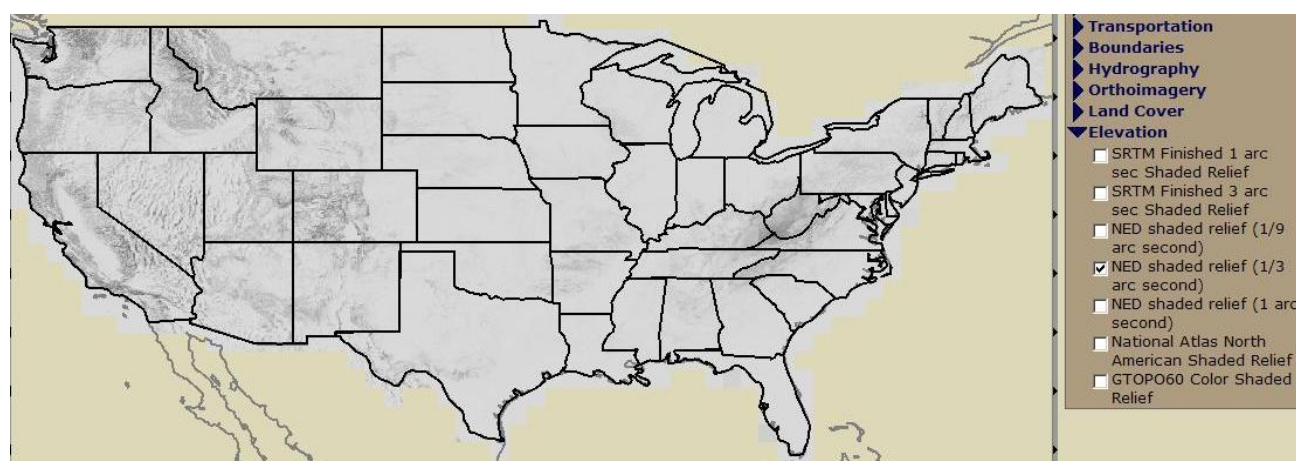 Transportation
Boundaries
Hydrography
Orthoimagery
Land Cover
Elevation
SRTM Finished 1 arc
sec Shaded Relief
SRTM Finished 3 arc
sec Shaded Relief
NED shaded relief (1/9
arc second)
NED shaded relief (1/3
arc second)
NED shaded relief (1 arc
second)
National Atlas North
American Shaded Relief
GTOPO60 Color Shaded
Relief